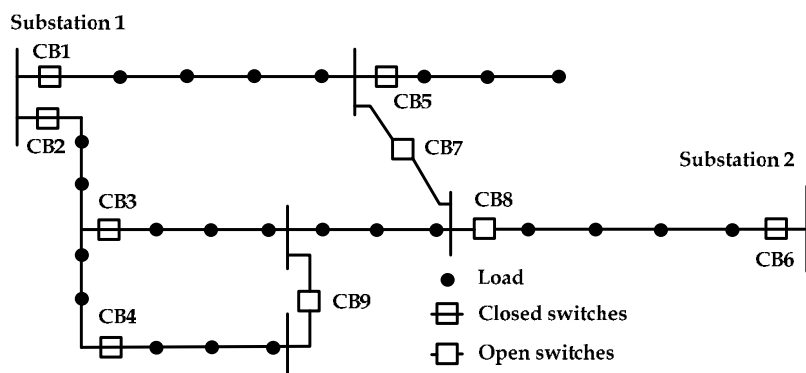 Substation 1
CB1
CB5
CB2
CB7
Substation 2
CB3
CB8
CB6
Load
CB9
Closed switches
CB4
Open switches